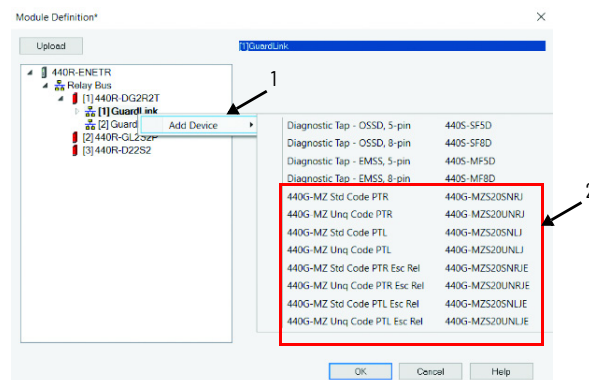 Module Definition*
Upload
[1]GuardLink
440R-ENETR
Relay Bus
[1] 440R-DG2R2T
[1] GuardLink
[2] Guard
[2] 440R-GL2S2P
[3] 440R-D22S2
1
Add Device
Diagnostic Tap - OSSD, 5-pin 440S-SF5D
Diagnostic Tap - OSSD, 8-pin 440S-SF8D
Diagnostic Tap - EMSS, 5-pin 440S-MF5D
Diagnostic Tap - EMSS, 8-pin 440S-MF8D
2
440G-MZ Std Code PTR 440G-MZS20SNRJ
440G-MZ Unq Code PTR 440G-MZS20UNRJ
440G-MZ Std Code PTL 440G-MZS20SNLJ
440G-MZ Unq Code PTL 440G-MZS20UNLJ
440G-MZ Std Code PTR Esc Rel 440G-MZS20SNRJE
440G-MZ Unq Code PTR Esc Rel 440G-MZS20UNRJE
440G-MZ Std Code PTL Esc Rel 440G-MZS20SNLJE
440G-MZ Unq Code PTL Esc Rel 440G-MZS20UNLJE
OK Cancel Help